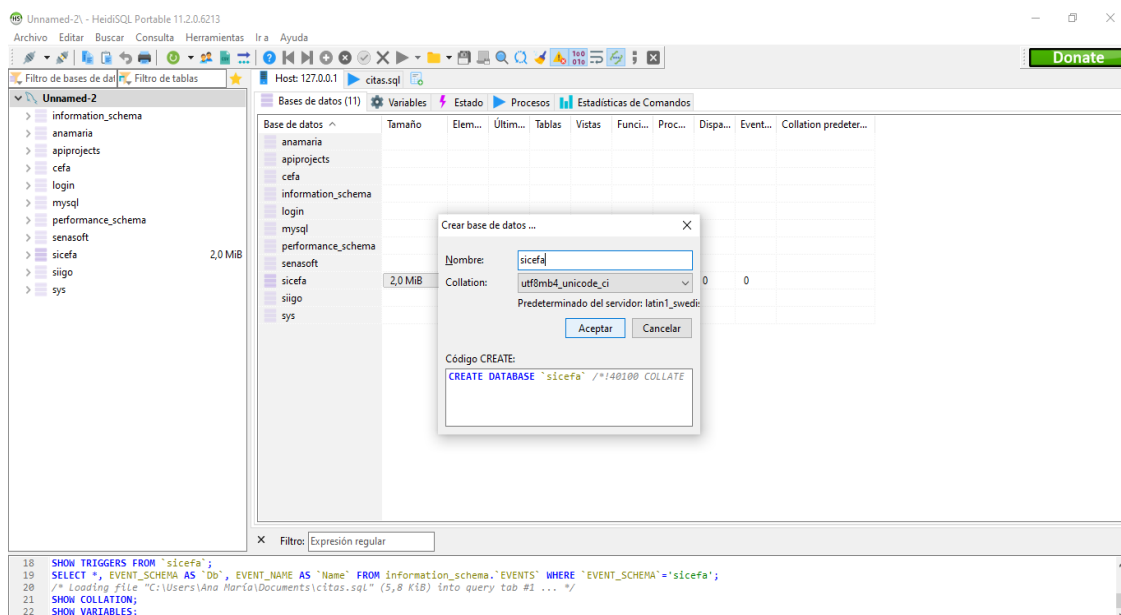 Unnamed-2\ - HeidiSQL Portable 11.2.0.6213
Archivo Editar Buscar Consulta Herramientas Ir a Ayuda
Donate
Filtro de bases de dat Filtro de tablas
Host: 127.0.0.1 citas.sql
Unnamed-2
information_schema
anamaria
apiprojects
cefa
login
mysql
performance_schema
senasoft
sicefa 2,0 MiB
siigo
sys
Bases de datos (11) Variables Estado Procesos Estadísticas de Comandos
Base de datos Tamaño Elem... Últim... Tablas Vistas Funci... Proc... Dispa... Event... Collation predeter...
anamaria
apiprojects
cefa
information_schema
login
mysql
performance_schema
senasoft
sicefa 2,0 MiB 0 0
siigo
sys
Crear base de datos ...
Nombre: sicefa
Collation: utf8mb4_unicode_ci
Predeterminado del servidor: latin1_swedi
Aceptar Cancelar
Código CREATE:
CREATE DATABASE `sicefa` /*!40100 COLLATE
Filtro: Expresión regular
18 SHOW TRIGGERS FROM `sicefa`;
19 SELECT *, EVENT_SCHEMA AS `Db`, EVENT_NAME AS `Name` FROM information_schema.`EVENTS` WHERE `EVENT_SCHEMA`='sicefa';
20 /* Loading file "C:\Users\Ana María\Documents\citas.sql" (5,8 KiB) into query tab #1 ... */
21 SHOW COLLATION;
22 SHOW VARIABLES;